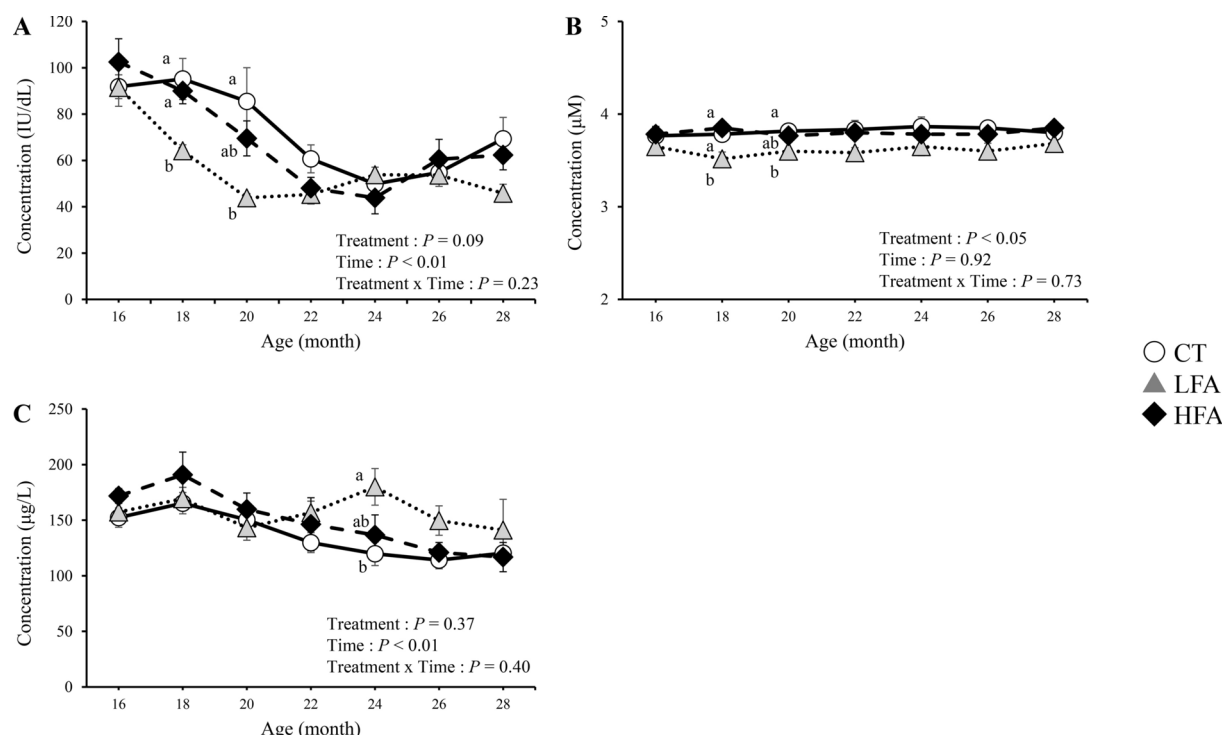 A
Concentration (IU/dL)
120
100
80
60
40
20
0
a
a
a
ab
b
b
Treatment : P = 0.09
Time : P < 0.01
Treatment x Time : P = 0.23
16 18 20 22 24 26 28
Age (month)
B
Concentration (μM)
5
4
3
2
a
a
a
ab
b
b
Treatment : P < 0.05
Time : P = 0.92
Treatment x Time : P = 0.73
16 18 20 22 24 26 28
Age (month)
CT
LFA
HFA
C
Concentration (μg/L)
250
200
150
100
50
0
a
ab
b
Treatment : P = 0.37
Time : P < 0.01
Treatment x Time : P = 0.40
16 18 20 22 24 26 28
Age (month)